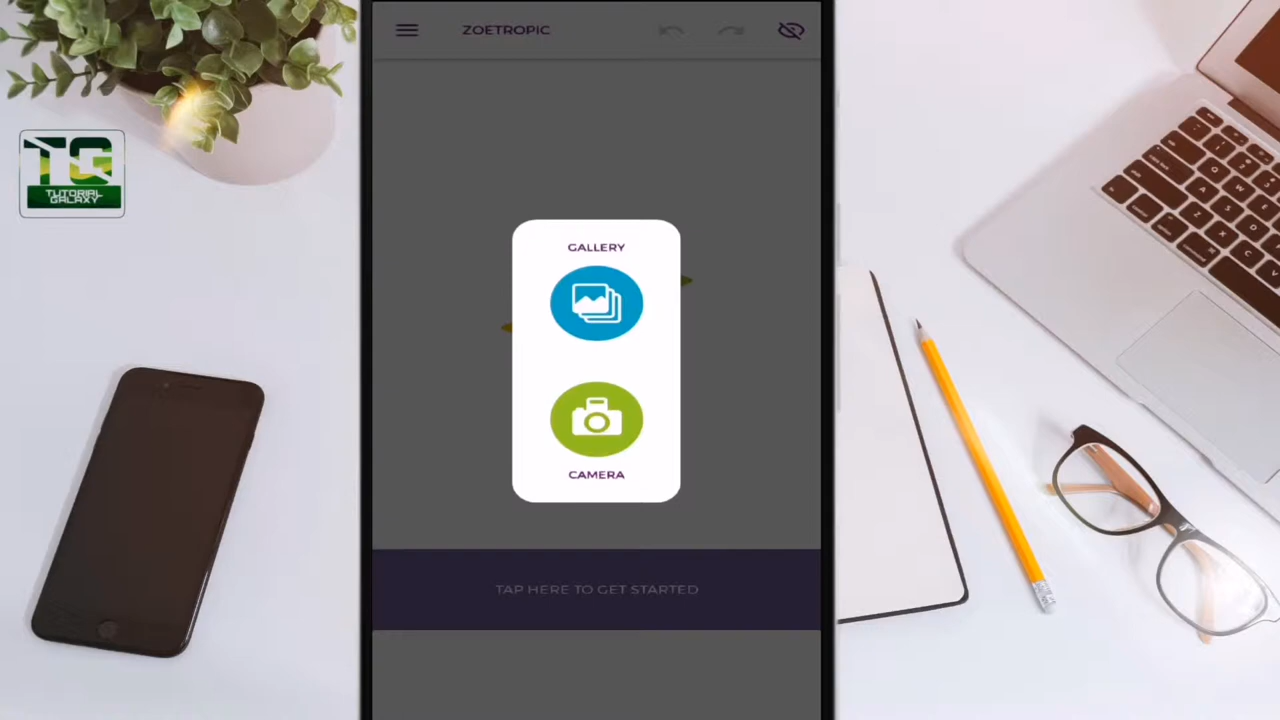 ZOETROPIC
TG
TUTORIAL
GALAXY
GALLERY
CAMERA
TAP HERE TO GET STARTED